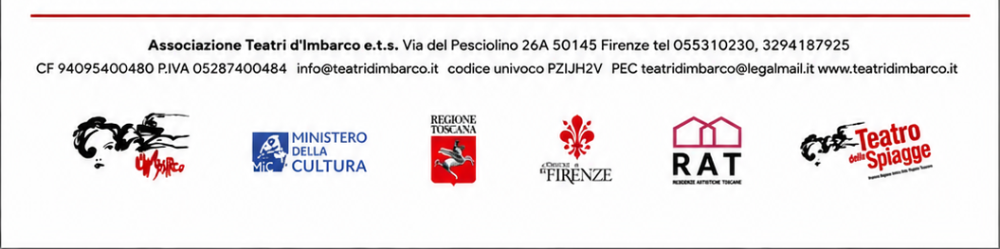 Associazione Teatri d'Imbarco e.t.s. Via del Pesciolino 26A 50145 Firenze tel 055310230, 3294187925
CF 94095400480 P.IVA 05287400484 info@teatridimbarco.it codice univoco PZIJH2V PEC teatridimbarco@legalmail.it www.teatridimbarco.it
MiC
MINISTERO
DELLA
CULTURA
REGIONE
TOSCANA
FIRENZE
RAT
RESIDENZE ARTISTICHE TOSCANE
Teatro
delle
Spiagge